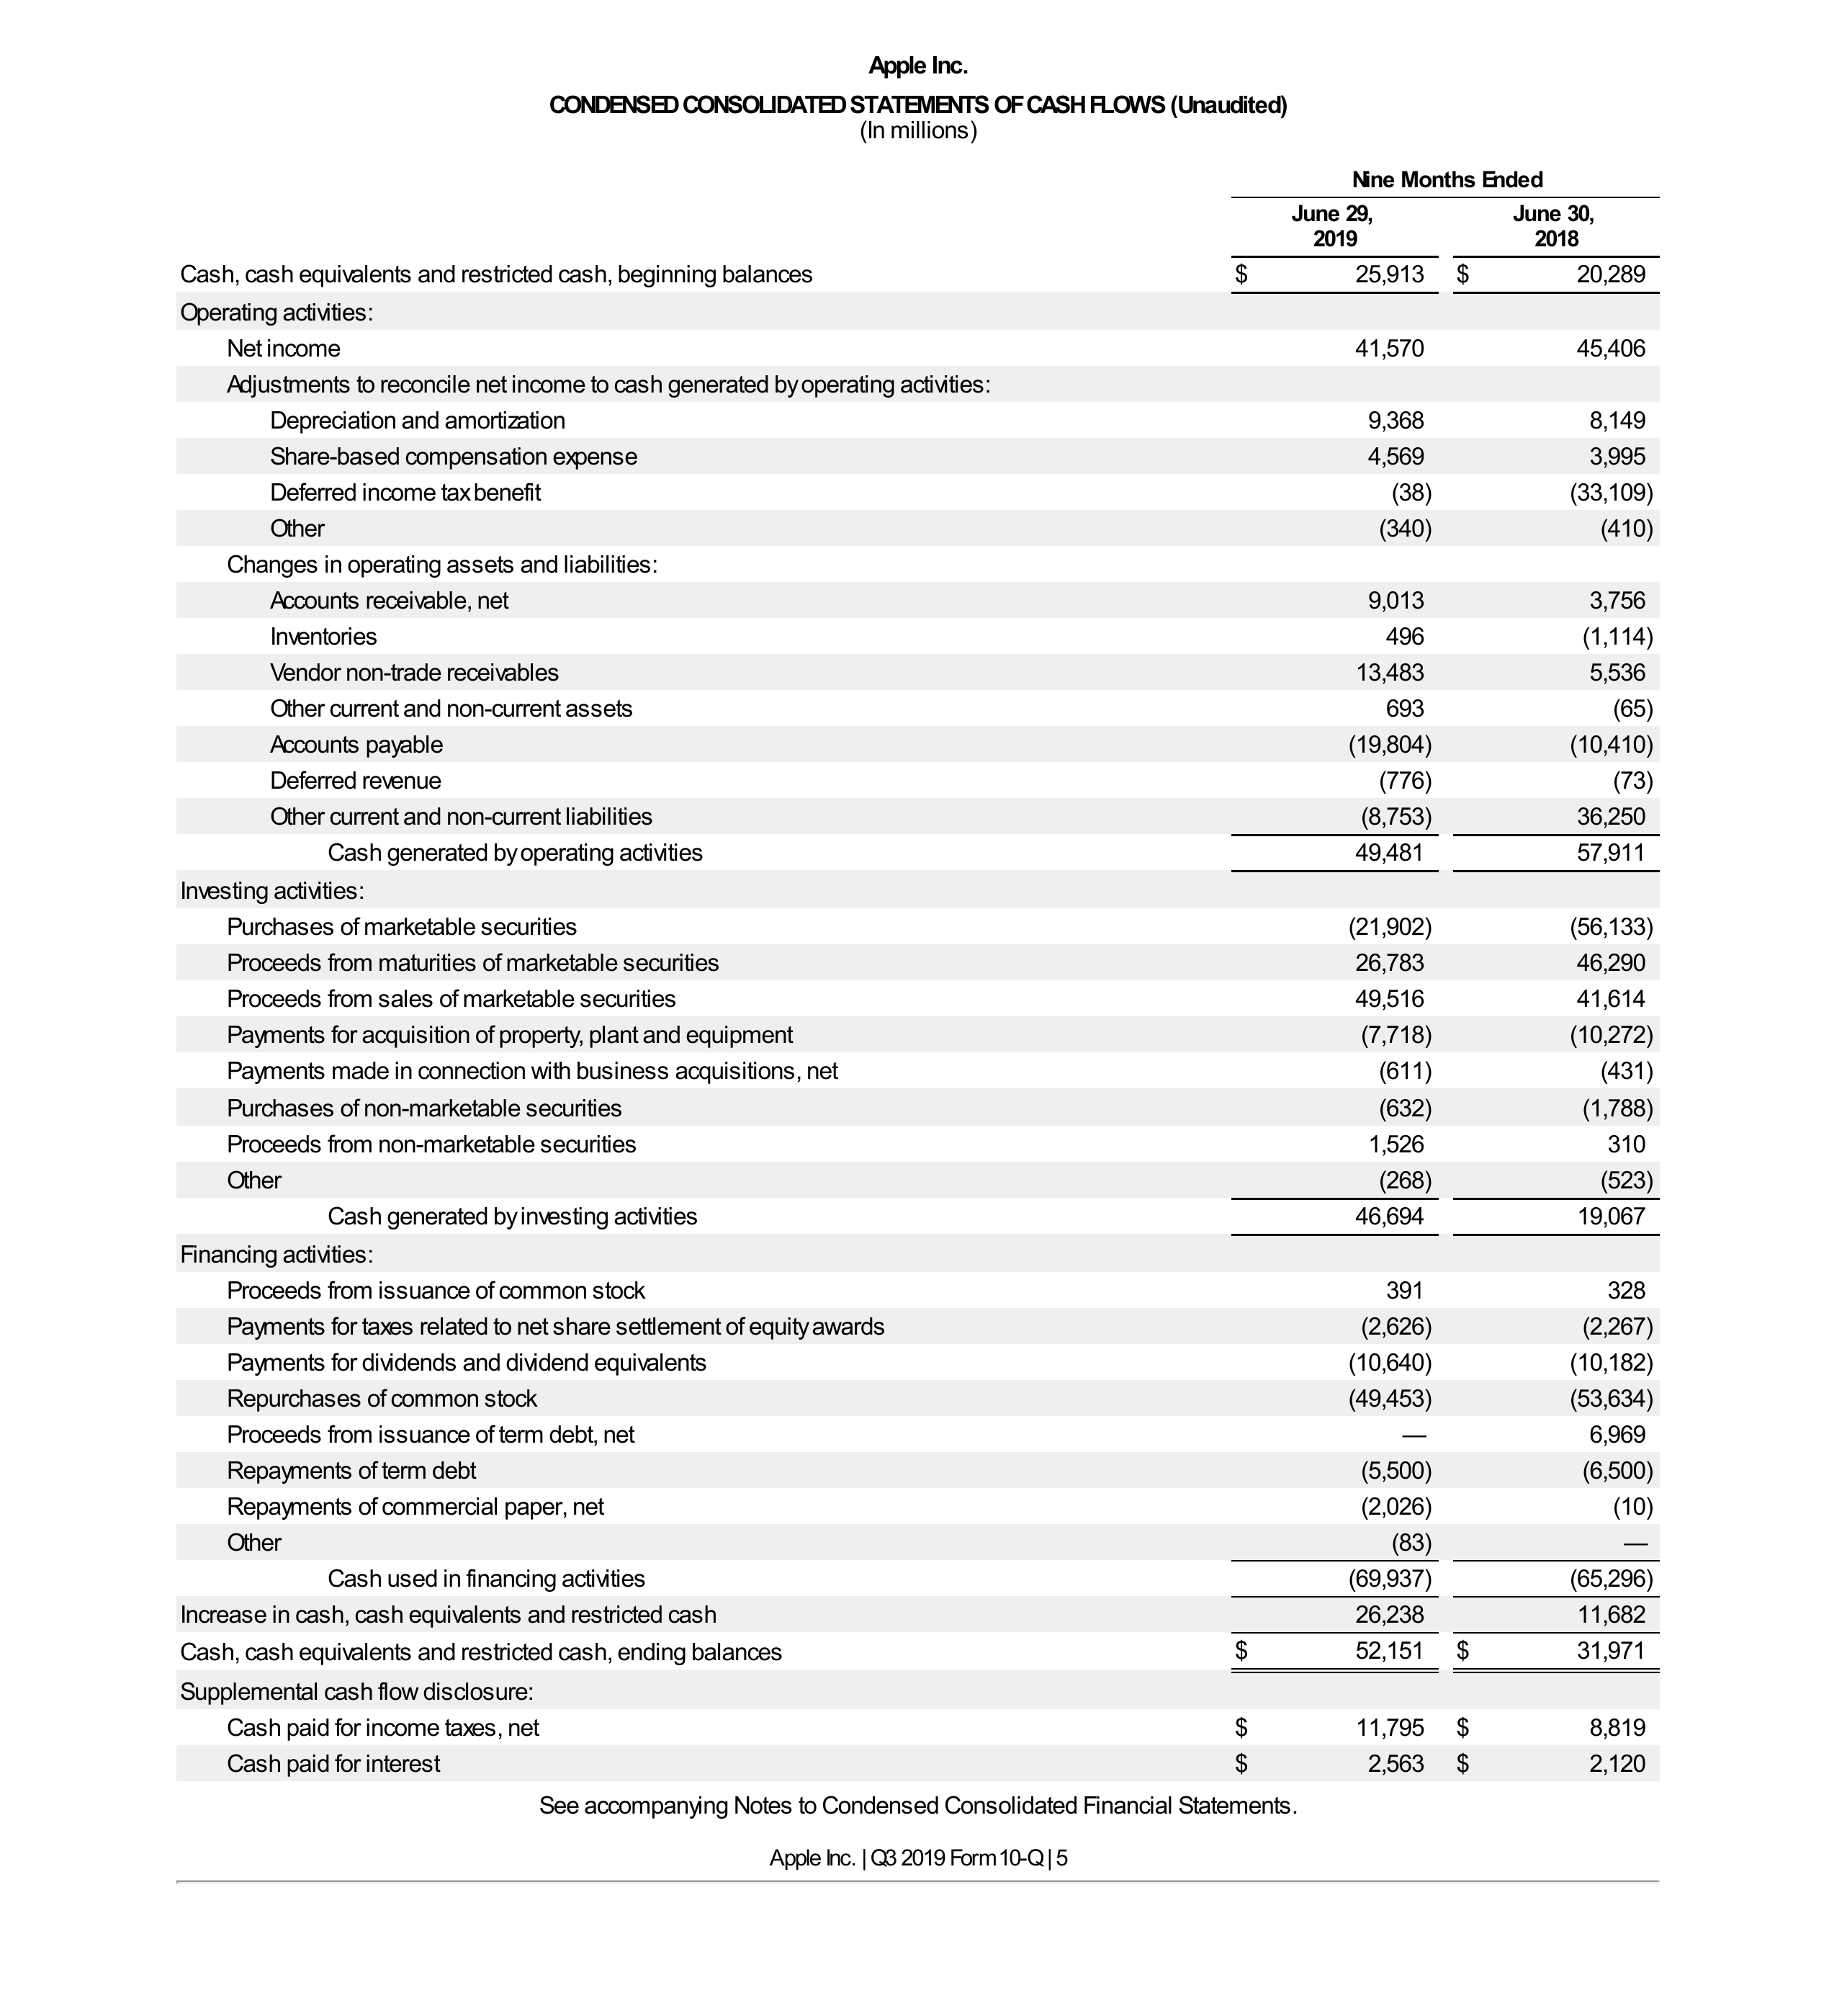 Apple Inc.
CONDENSED CONSOLIDATED STATEMENTS OF CASH FLOWS (Unaudited)
(In millions)
Nine Months Ended
June 29, 2019 June 30, 2018
Cash, cash equivalents and restricted cash, beginning balances $ 25,913 $ 20,289
Operating activities:
Net income 41,570 45,406
Adjustments to reconcile net income to cash generated by operating activities:
Depreciation and amortization 9,368 8,149
Share-based compensation expense 4,569 3,995
Deferred income tax benefit (38) (33,109)
Other (340) (410)
Changes in operating assets and liabilities:
Accounts receivable, net 9,013 3,756
Inventories 496 (1,114)
Vendor non-trade receivables 13,483 5,536
Other current and non-current assets 693 (65)
Accounts payable (19,804) (10,410)
Deferred revenue (776) (73)
Other current and non-current liabilities (8,753) 36,250
Cash generated by operating activities 49,481 57,911
Investing activities:
Purchases of marketable securities (21,902) (56,133)
Proceeds from maturities of marketable securities 26,783 46,290
Proceeds from sales of marketable securities 49,516 41,614
Payments for acquisition of property, plant and equipment (7,718) (10,272)
Payments made in connection with business acquisitions, net (611) (431)
Purchases of non-marketable securities (632) (1,788)
Proceeds from non-marketable securities 1,526 310
Other (268) (523)
Cash generated by investing activities 46,694 19,067
Financing activities:
Proceeds from issuance of common stock 391 328
Payments for taxes related to net share settlement of equity awards (2,626) (2,267)
Payments for dividends and dividend equivalents (10,640) (10,182)
Repurchases of common stock (49,453) (53,634)
Proceeds from issuance of term debt, net — 6,969
Repayments of term debt (5,500) (6,500)
Repayments of commercial paper, net (2,026) (10)
Other (83) —
Cash used in financing activities (69,937) (65,296)
Increase in cash, cash equivalents and restricted cash 26,238 11,682
Cash, cash equivalents and restricted cash, ending balances $ 52,151 $ 31,971
Supplemental cash flow disclosure:
Cash paid for income taxes, net $ 11,795 $ 8,819
Cash paid for interest $ 2,563 $ 2,120
See accompanying Notes to Condensed Consolidated Financial Statements.
Apple Inc. | Q3 2019 Form 10-Q | 5